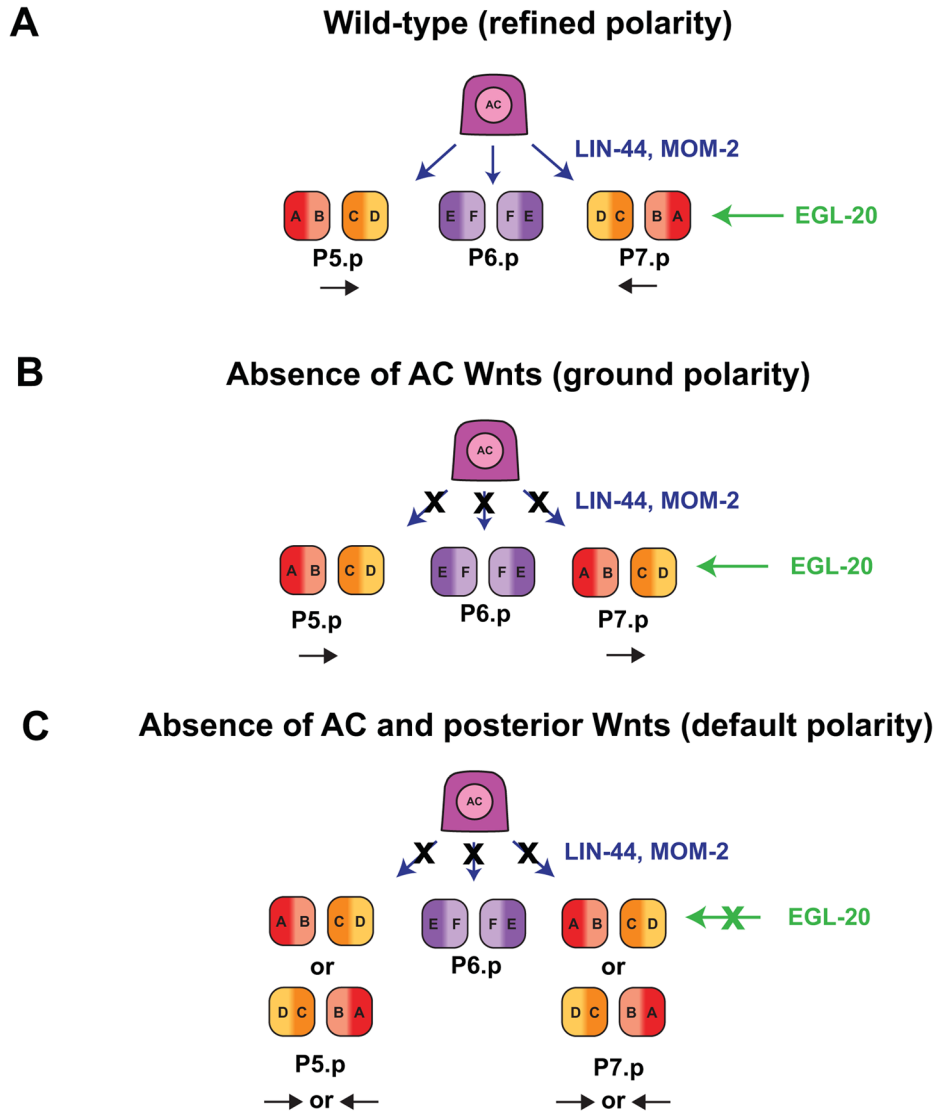 A
Wild-type (refined polarity)
AC
LIN-44, MOM-2
A B C D E F F E D C B A
EGL-20
P5.p P6.p P7.p
B
Absence of AC Wnts (ground polarity)
AC
X X X LIN-44, MOM-2
A B C D E F F E A B C D
EGL-20
P5.p P6.p P7.p
C
Absence of AC and posterior Wnts (default polarity)
AC
X X X LIN-44, MOM-2
A B C D E F F E A B C D
X EGL-20
or P6.p or
D C B A D C B A
P5.p P7.p
or or